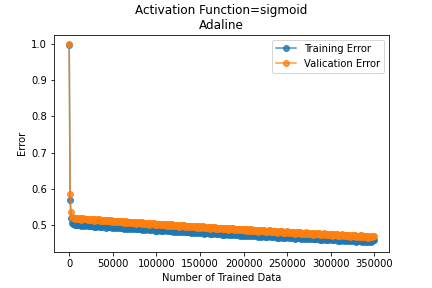 Activation Function=sigmoid
Adaline
Training Error
Valication Error
1.0
0.9
0.8
0.7
0.6
0.5
Error
0 50000 100000 150000 200000 250000 300000 350000
Number of Trained Data